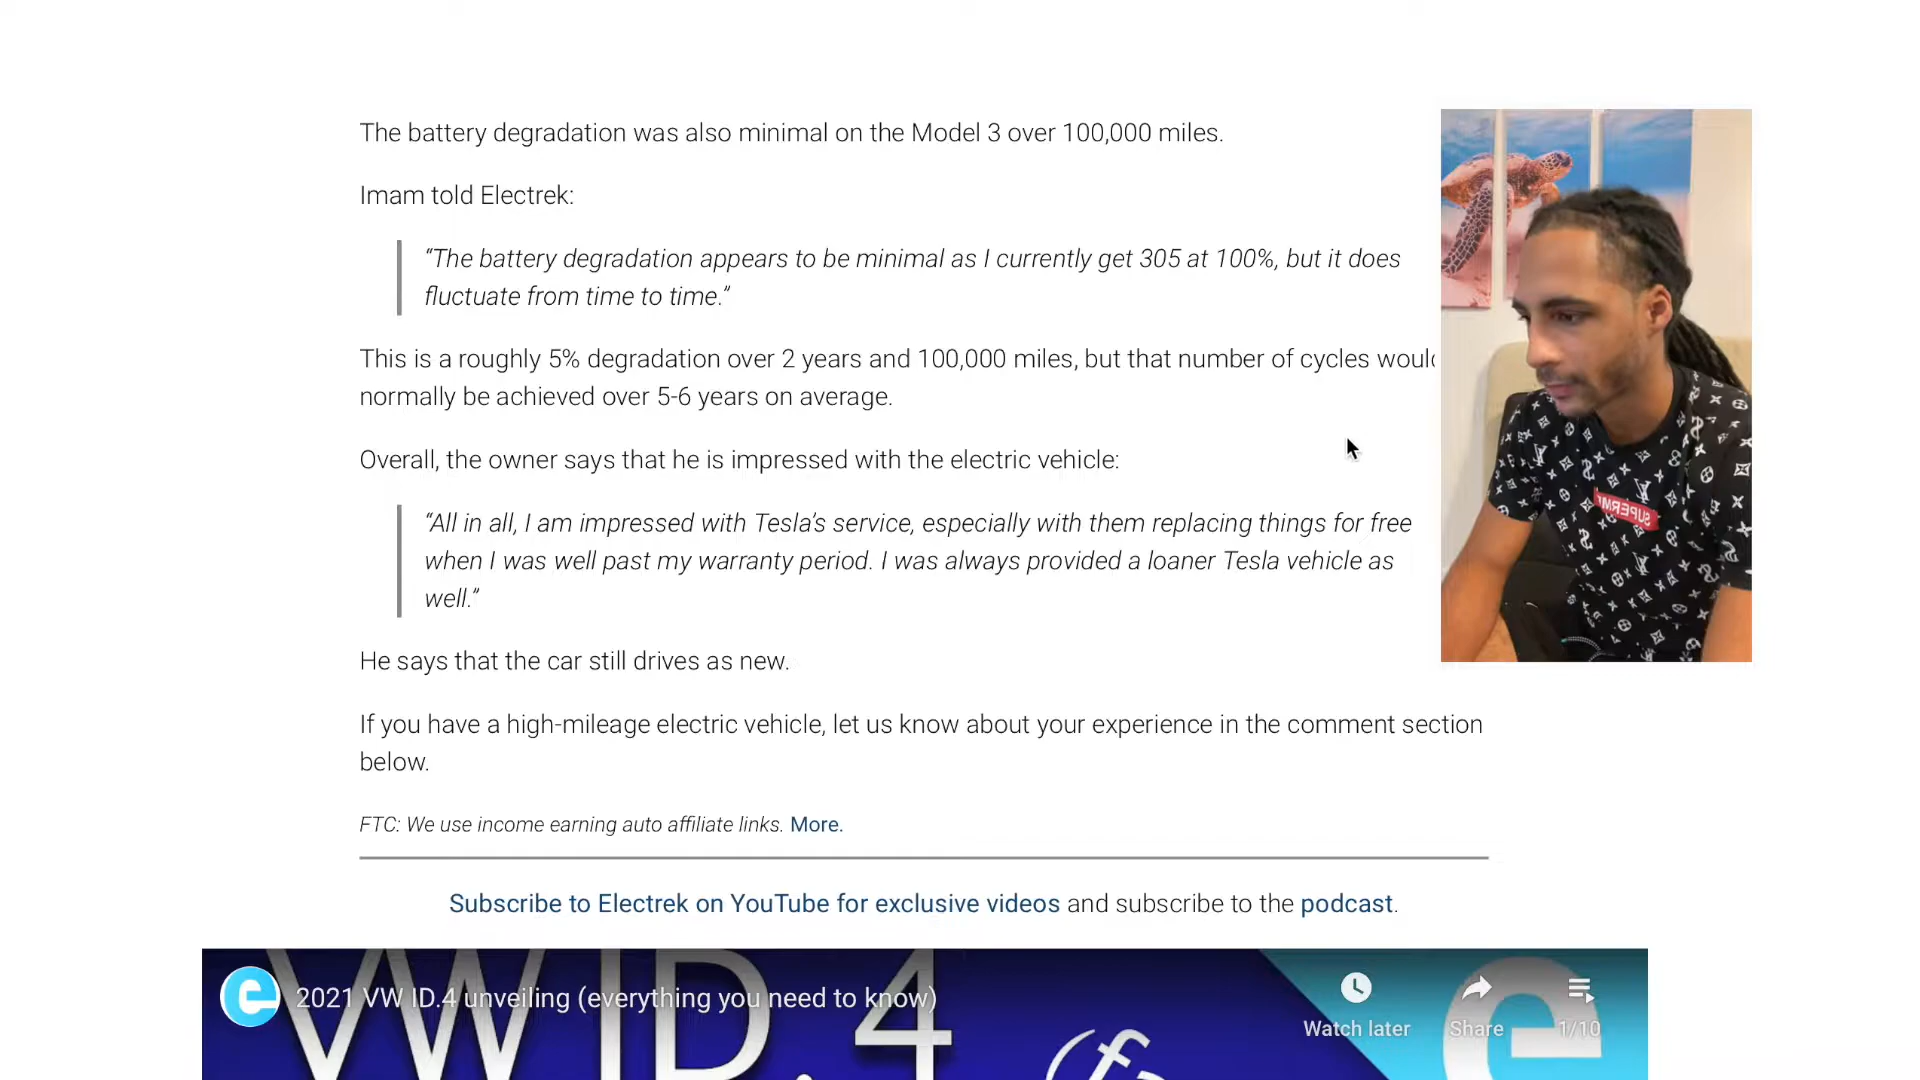 The battery degradation was also minimal on the Model 3 over 100,000 miles.
Imam told Electrek:
“The battery degradation appears to be minimal as I currently get 305 at 100%, but it does
fluctuate from time to time.”
This is a roughly 5% degradation over 2 years and 100,000 miles, but that number of cycles
normally be achieved over 5-6 years on average.
Overall, the owner says that he is impressed with the electric vehicle:
“All in all, I am impressed with Tesla’s service, especially with them replacing things for free
when I was well past my warranty period. I was always provided a loaner Tesla vehicle as
well.”
He says that the car still drives as new.
If you have a high-mileage electric vehicle, let us know about your experience in the comment section
below.
FTC: We use income earning auto affiliate links. More.
Subscribe to Electrek on YouTube for exclusive videos and subscribe to the podcast.
e
2021 VW ID.4 unveiling (everything you need to know)
VW ID.4
Watch later
Share
1/10